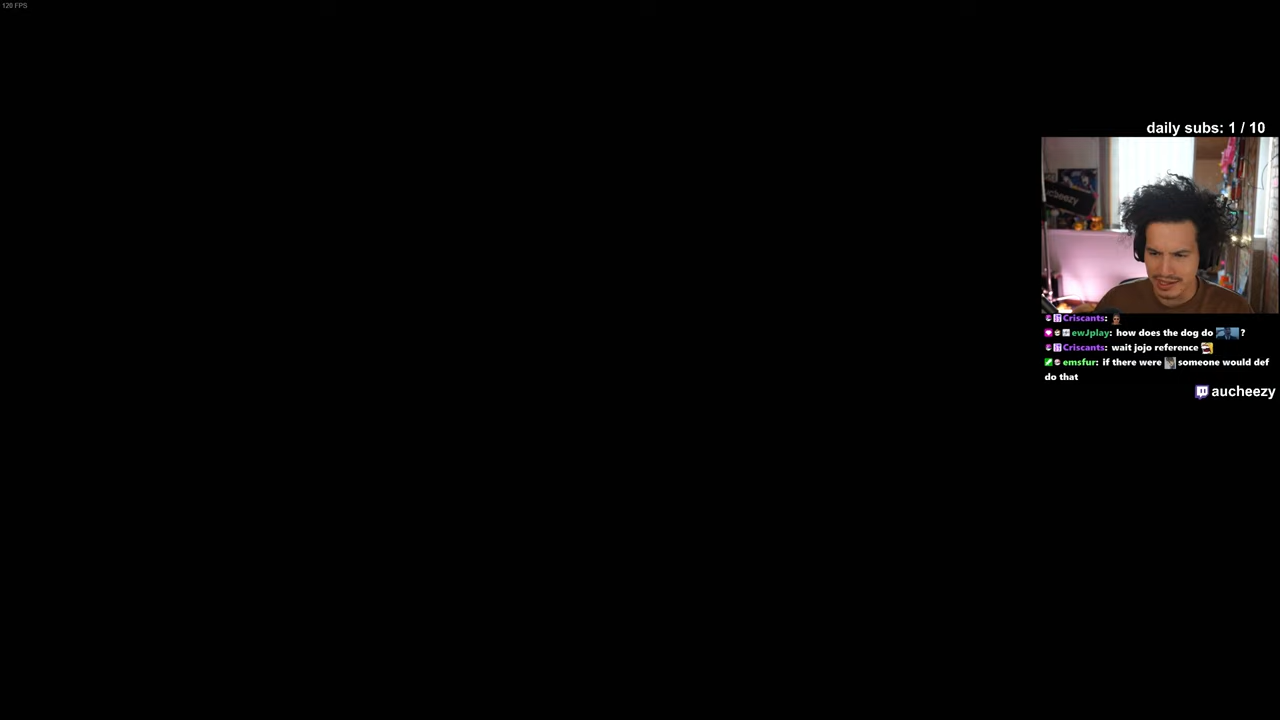 120 FPS
daily subs: 1 / 10
cheezy
Criscants:
ewJplay: how does the dog do ?
Criscants: wait jojo reference
emsfur: if there were someone would def
do that
aucheezy